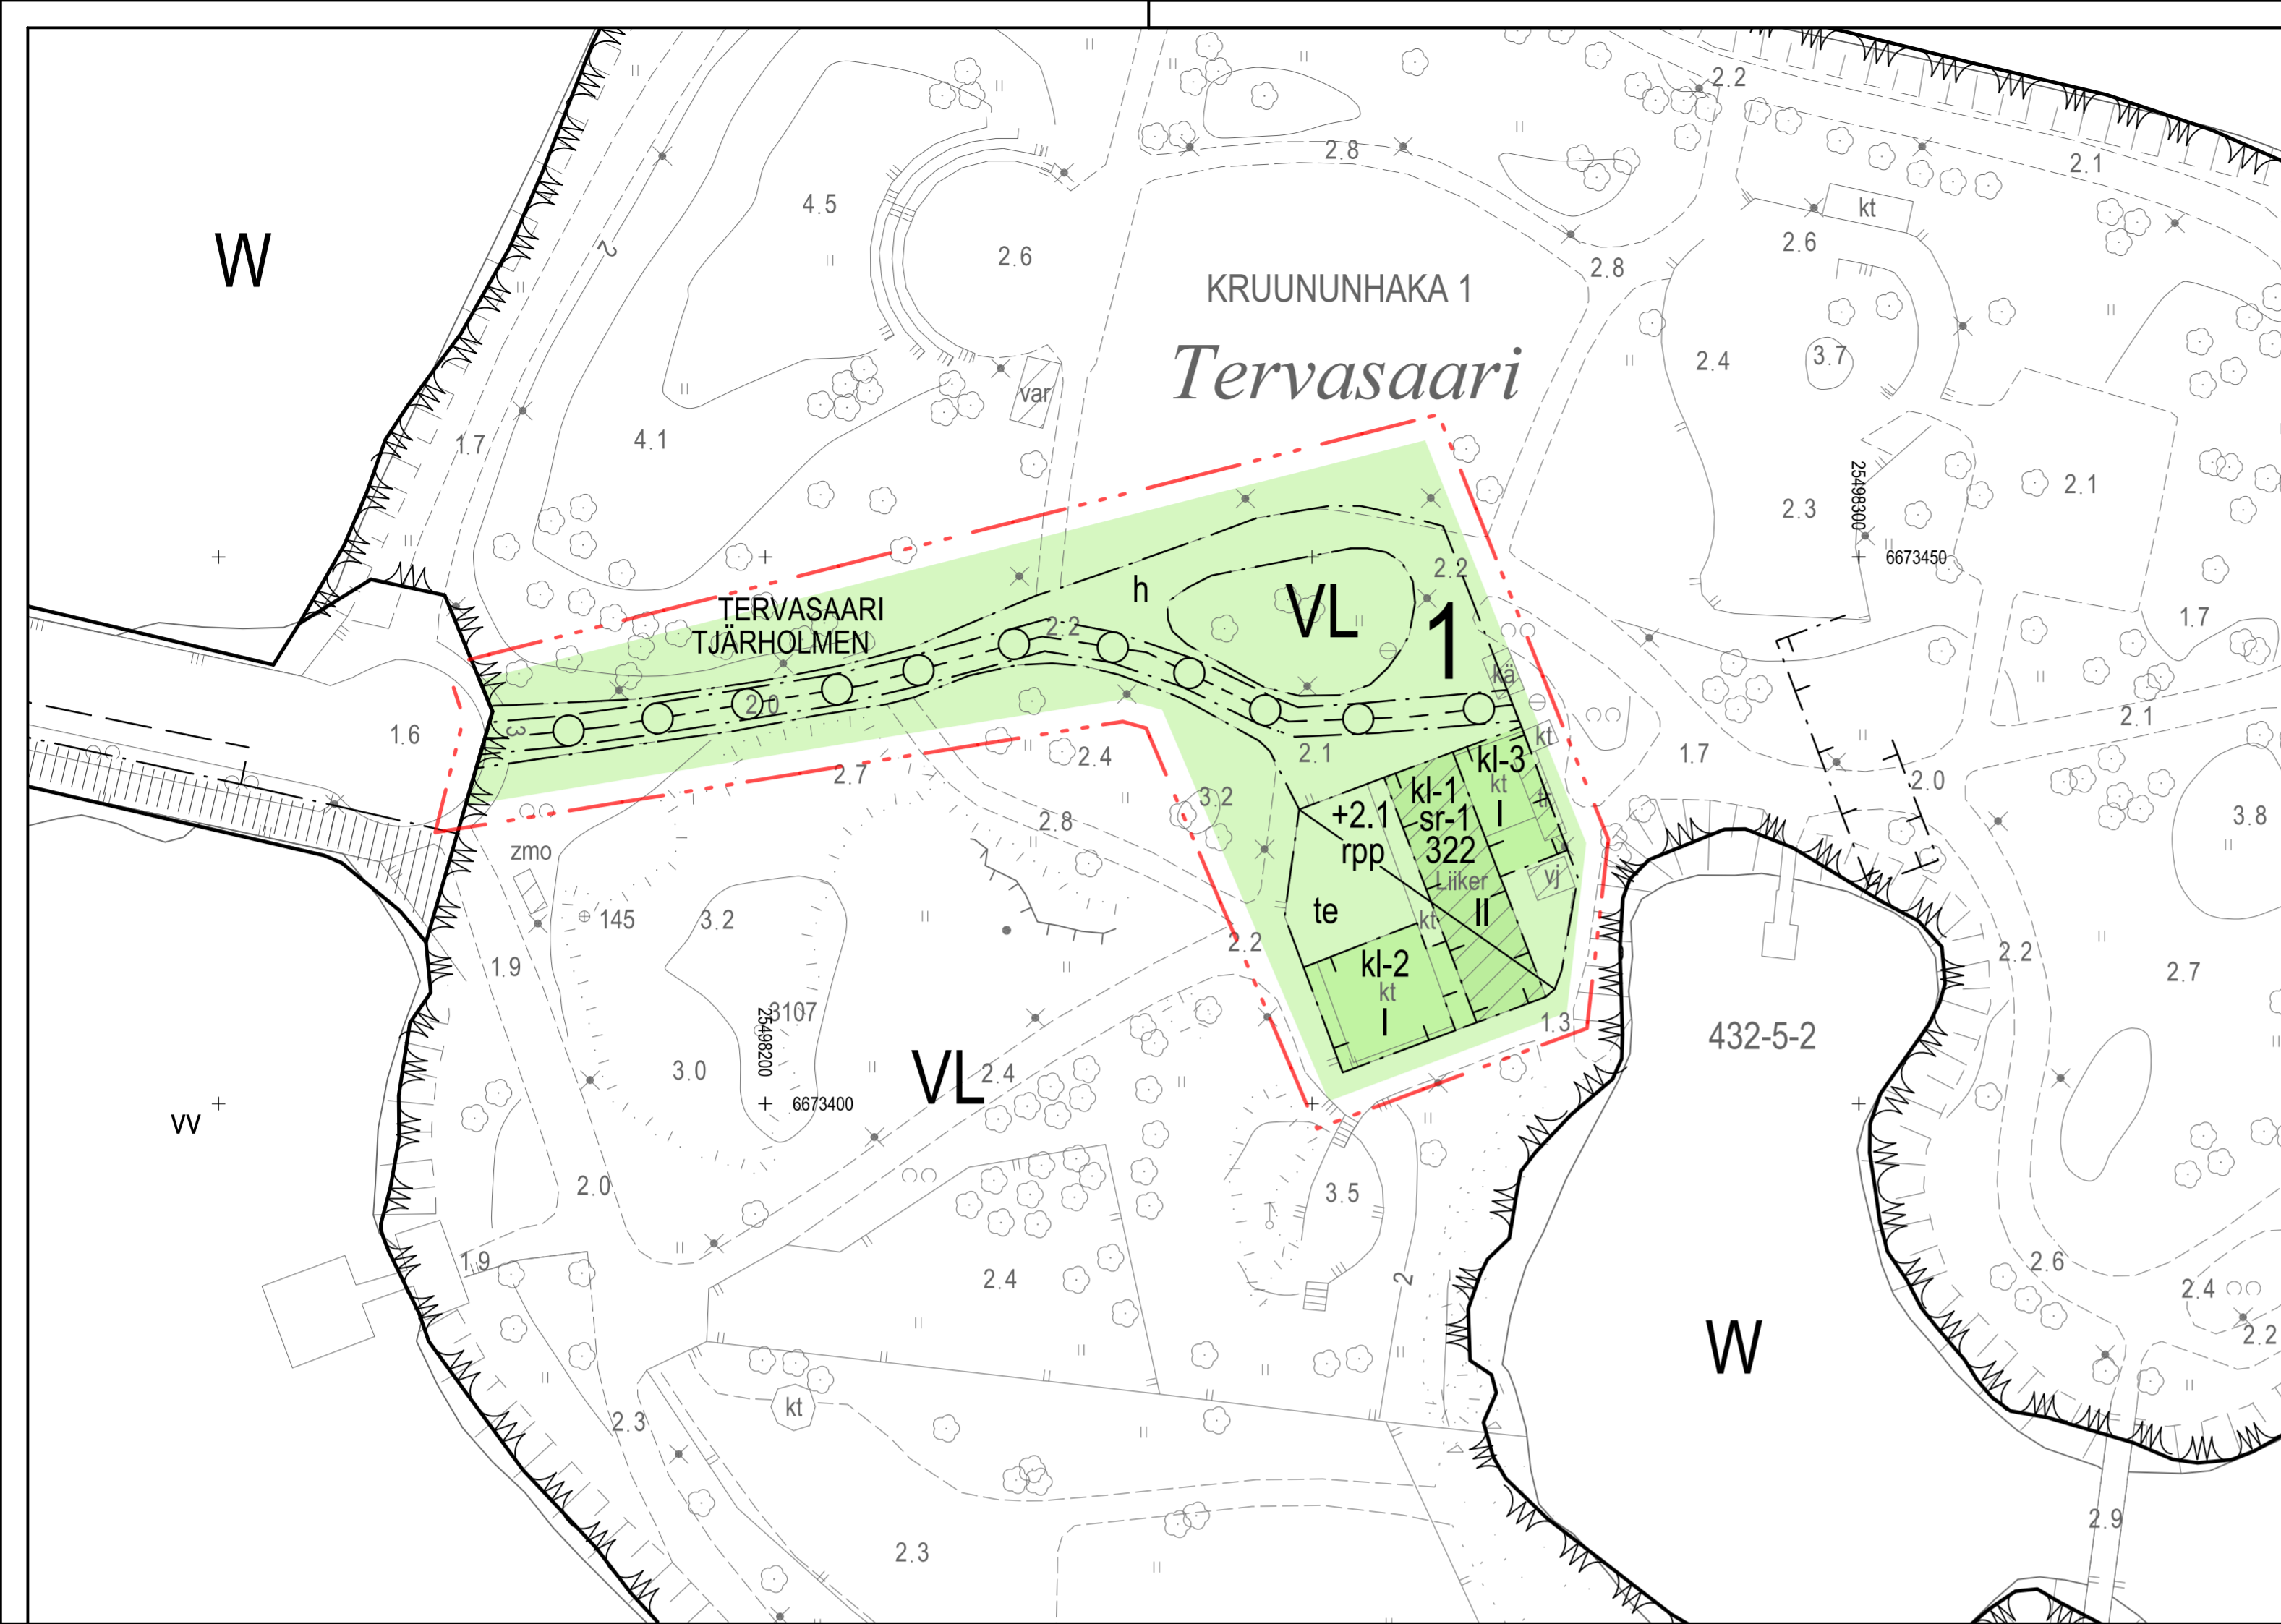 2.2
2.8
2.1
4.5
kt
W
2.6
2.6
2
2.8
KRUUNUNHAKA 1
Tervasaari
2.4
3.7
var
1.7
4.1
2.1
2.3
25498300
6673450
h
VL
2.2
TERVASAARI
TJÄRHOLMEN
2.2
1
1.7
kä
2.0
3
1.6
2.1
kt
1.7
2.1
2.4
2.7
kl-3
kt
I
2.0
3.2
kl-1
sr-1
322
Liiker
II
+2.1
rpp
tr
2.8
3.8
zmo
vj
te
145
3.2
kt
2.2
2.2
1.9
kl-2
kt
I
2.7
3107
25498200
1.3
432-5-2
3.0
VL
2.4
6673400
vv
2.0
3.5
1.9
2.4
2
2.6
2.4
2.2
W
kt
2.3
2.9
2.3